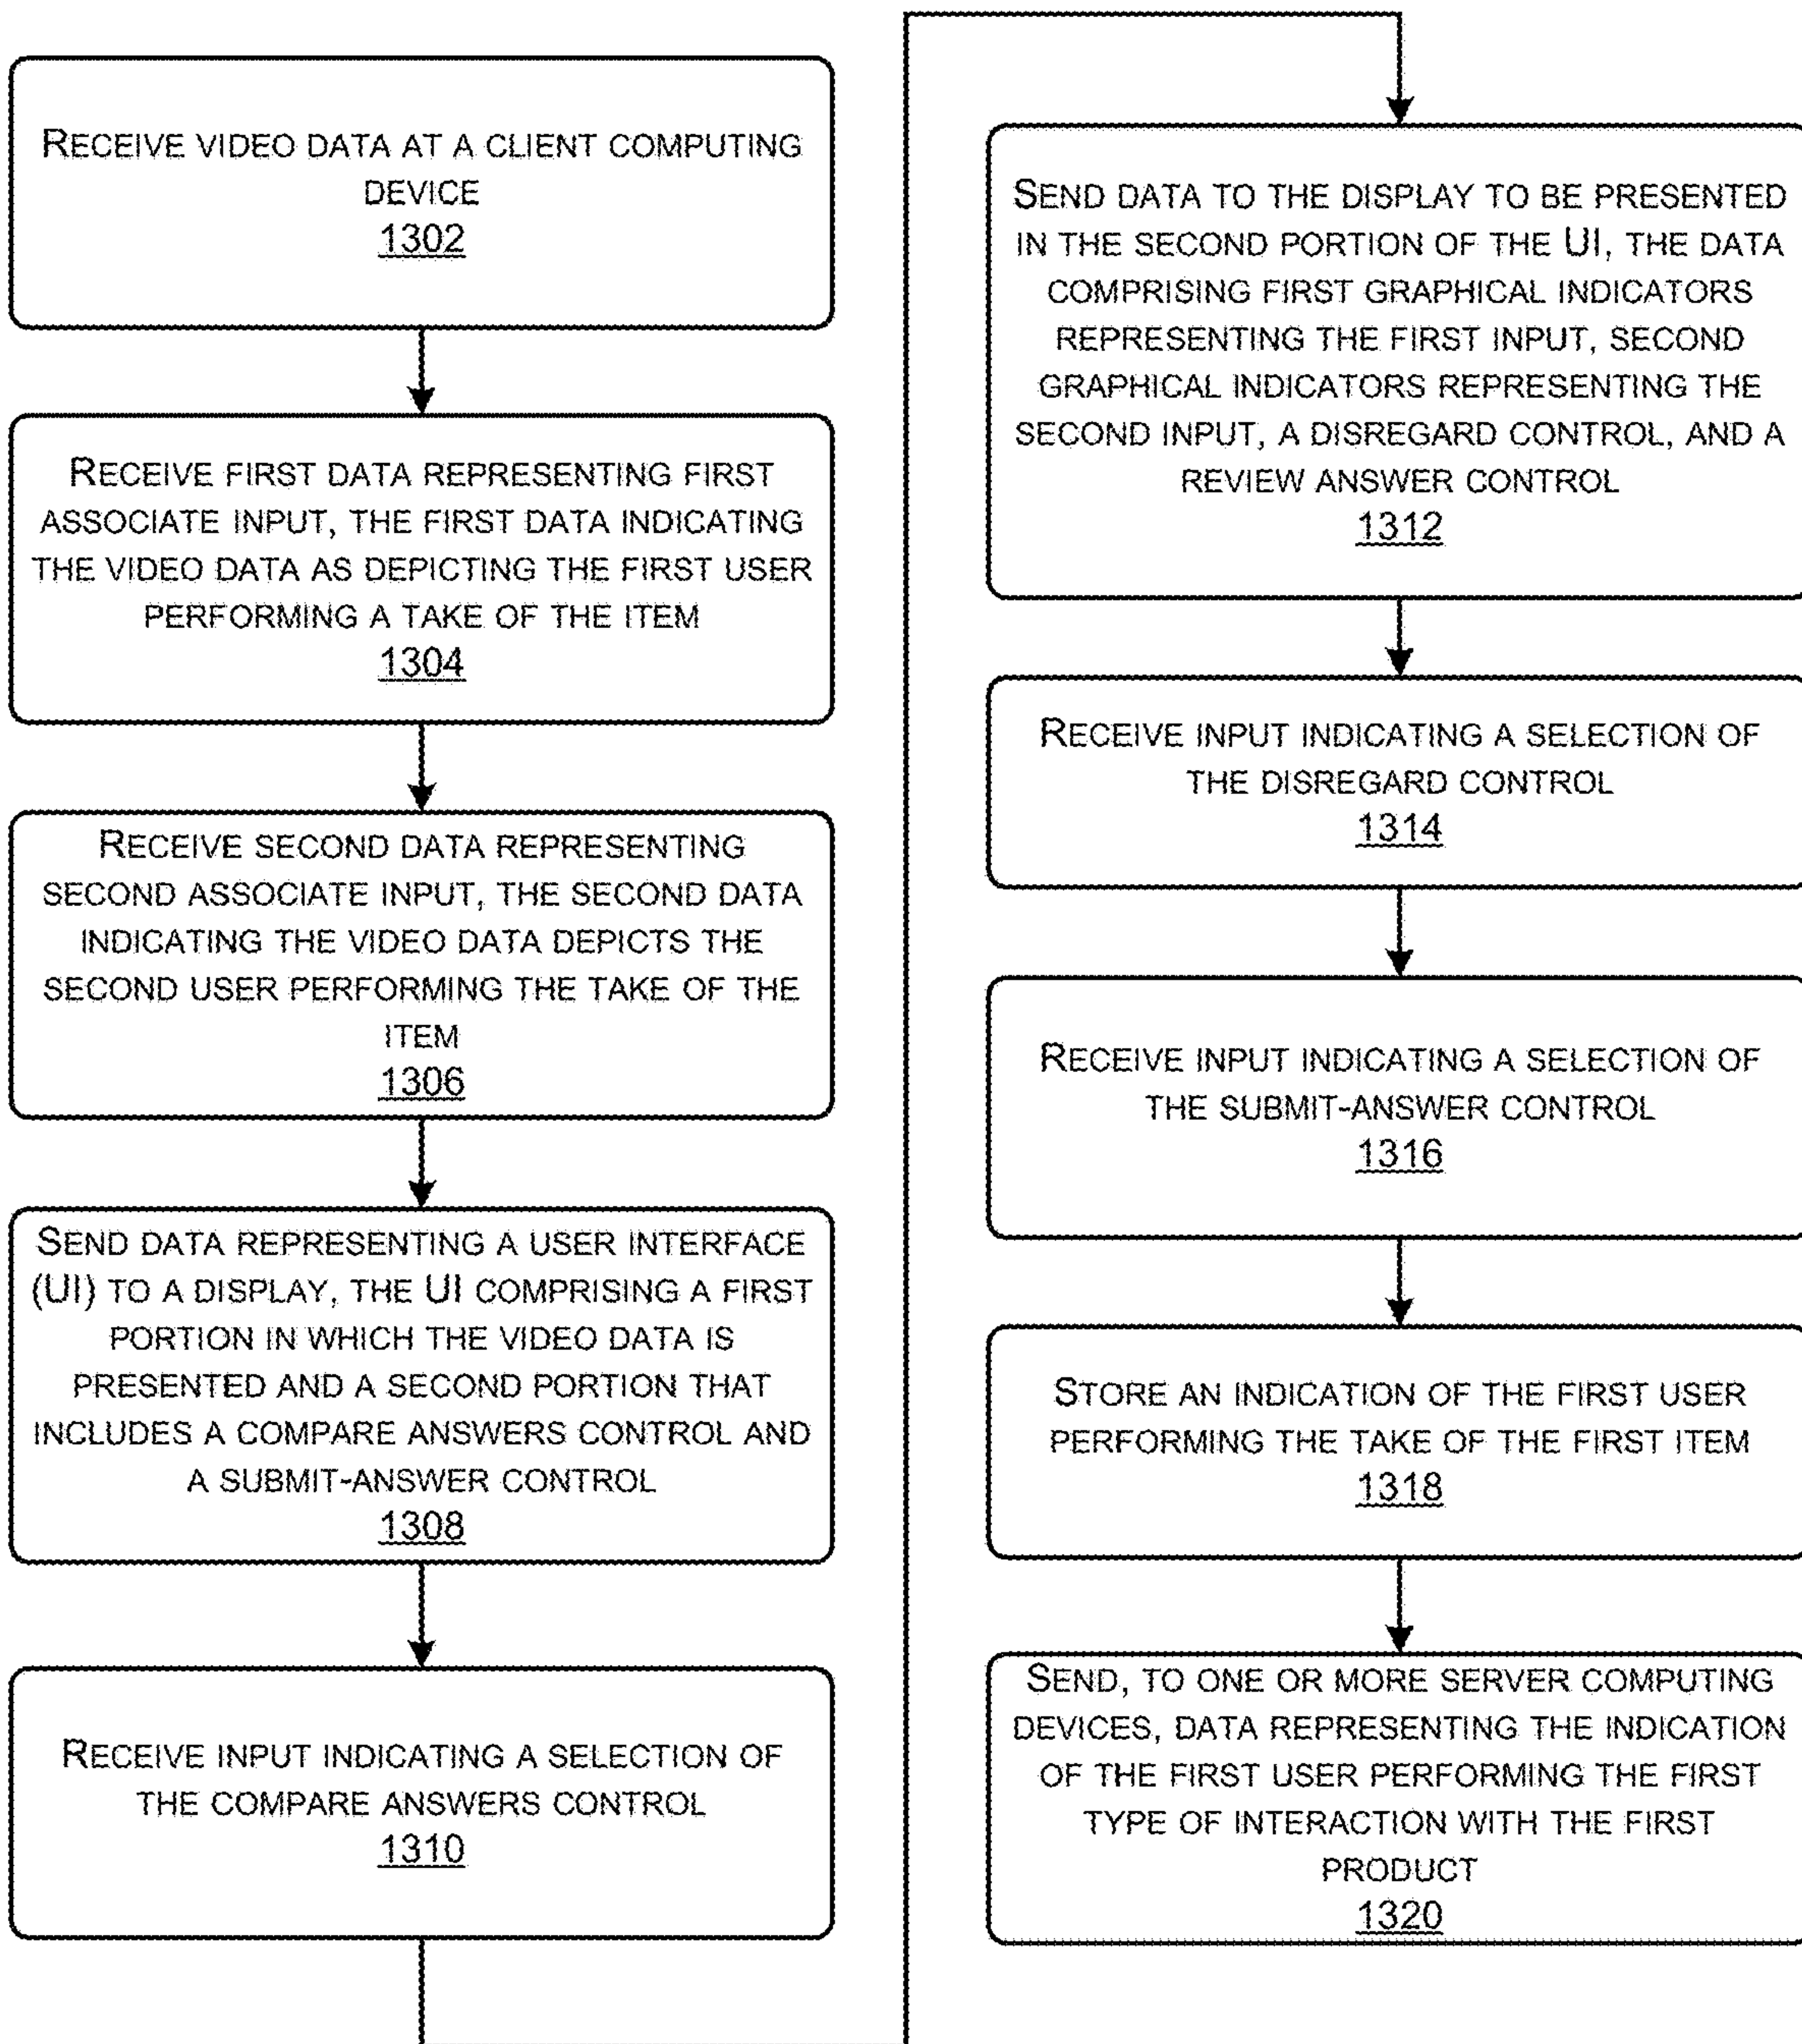 RECEIVE VIDEO DATA AT A CLIENT COMPUTING
DEVICE
1302
RECEIVE FIRST DATA REPRESENTING FIRST
ASSOCIATE INPUT, THE FIRST DATA INDICATING
THE VIDEO DATA AS DEPICTING THE FIRST USER
PERFORMING A TAKE OF THE ITEM
1304
RECEIVE SECOND DATA REPRESENTING
SECOND ASSOCIATE INPUT, THE SECOND DATA
INDICATING THE VIDEO DATA DEPICTS THE
SECOND USER PERFORMING THE TAKE OF THE
ITEM
1306
SEND DATA REPRESENTING A USER INTERFACE
(UI) TO A DISPLAY, THE UI COMPRISING A FIRST
PORTION IN WHICH THE VIDEO DATA IS
PRESENTED AND A SECOND PORTION THAT
INCLUDES A COMPARE ANSWERS CONTROL AND
A SUBMIT-ANSWER CONTROL
1308
RECEIVE INPUT INDICATING A SELECTION OF
THE COMPARE ANSWERS CONTROL
1310
SEND DATA TO THE DISPLAY TO BE PRESENTED
IN THE SECOND PORTION OF THE UI, THE DATA
COMPRISING FIRST GRAPHICAL INDICATORS
REPRESENTING THE FIRST INPUT, SECOND
GRAPHICAL INDICATORS REPRESENTING THE
SECOND INPUT, A DISREGARD CONTROL, AND A
REVIEW ANSWER CONTROL
1312
RECEIVE INPUT INDICATING A SELECTION OF
THE DISREGARD CONTROL
1314
RECEIVE INPUT INDICATING A SELECTION OF
THE SUBMIT-ANSWER CONTROL
1316
STORE AN INDICATION OF THE FIRST USER
PERFORMING THE TAKE OF THE FIRST ITEM
1318
SEND, TO ONE OR MORE SERVER COMPUTING
DEVICES, DATA REPRESENTING THE INDICATION
OF THE FIRST USER PERFORMING THE FIRST
TYPE OF INTERACTION WITH THE FIRST
PRODUCT
1320